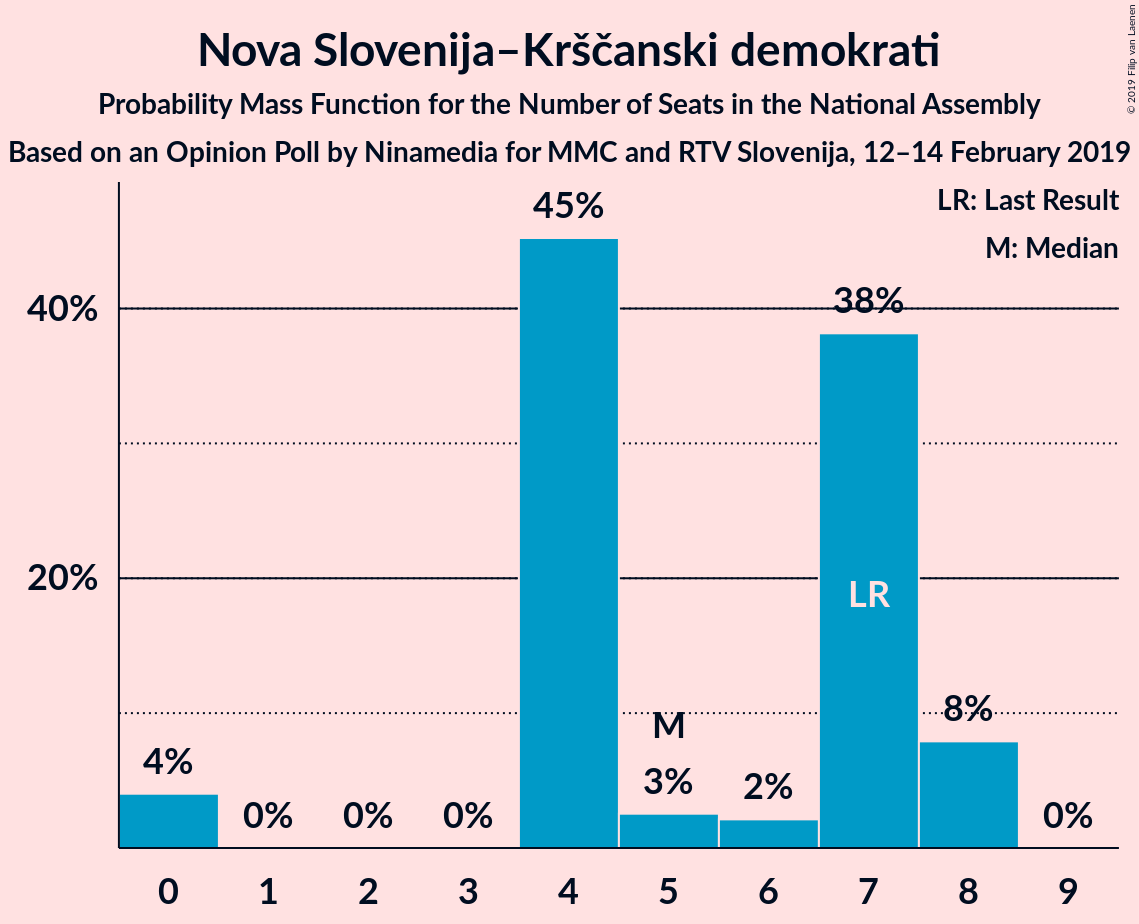 Nova Slovenija–Krščanski demokrati
Probability Mass Function for the Number of Seats in the National Assembly
Based on an Opinion Poll by Ninamedia for MMC and RTV Slovenija, 12–14 February 2019
© 2019 Filip van Laenen
LR: Last Result
M: Median
45%
38%
40%
20%
LR
M
8%
4%
3%
2%
0%
0%
0%
0%
0 1 2 3 4 5 6 7 8 9